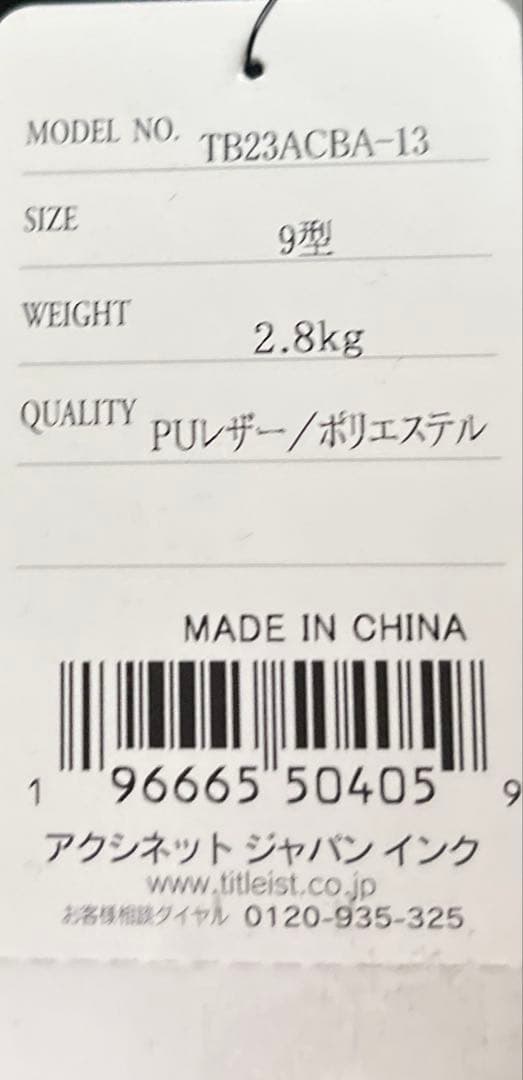 MODEL NO. TB23ACBA-13
SIZE 9型
WEIGHT 2.8kg
QUALITY PUレザー/ポリエステル
MADE IN CHINA
1 96665 50405 9
アクシネット ジャパン インク
www.titleist.co.jp
お客様相談ダイヤル 0120-935-325